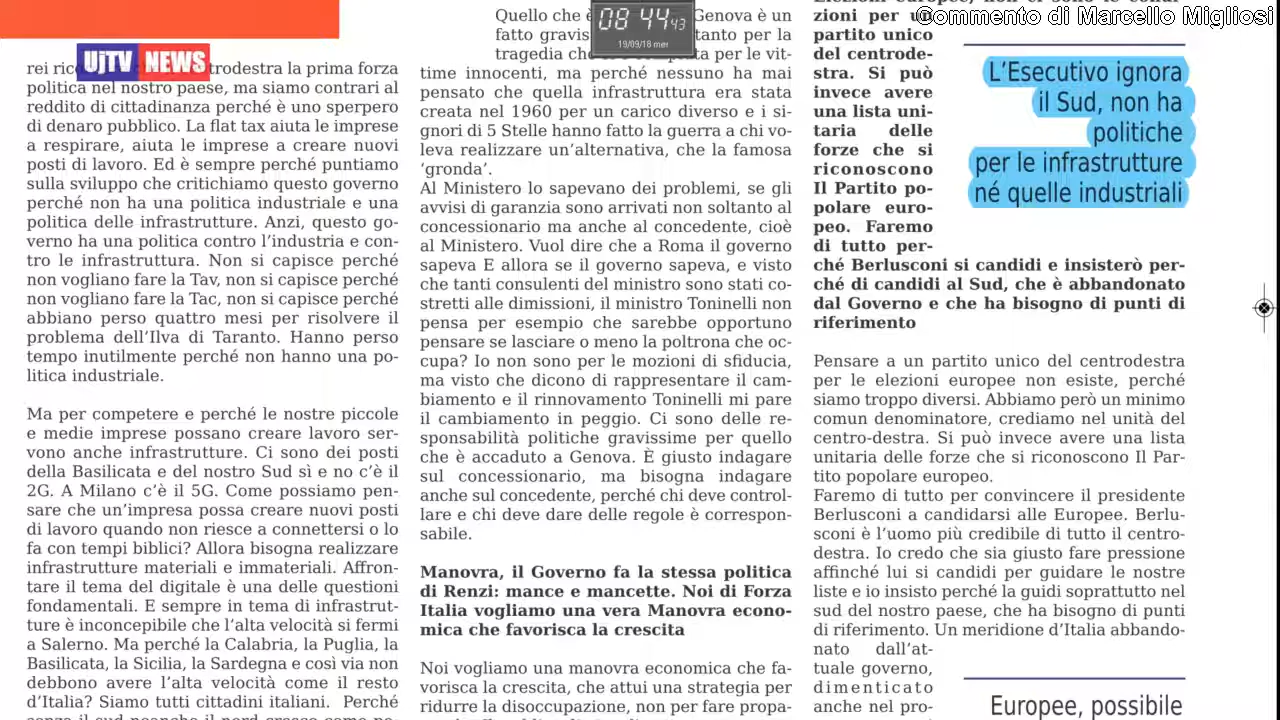 Commento di Marcello Migliosi
08 44 43
19/09/18 mer
UjTV NEWS
rei trodestra la prima forza
politica nel nostro paese, ma siamo contrari al
reddito di cittadinanza perché è uno sperpero
di denaro pubblico. La flat tax aiuta le imprese
a respirare, aiuta le imprese a creare nuovi
posti di lavoro. Ed è sempre perché puntiamo
sulla sviluppo che critichiamo questo governo
perché non ha una politica industriale e una
politica delle infrastrutture. Anzi, questo go-
verno ha una politica contro l’industria e con-
tro le infrastruttura. Non si capisce perché
non vogliano fare la Tav, non si capisce perché
non vogliano fare la Tac, non si capisce perché
abbiano perso quattro mesi per risolvere il
problema dell’Ilva di Taranto. Hanno perso
tempo inutilmente perché non hanno una po-
litica industriale.
Ma per competere e perché le nostre piccole
e medie imprese possano creare lavoro ser-
vono anche infrastrutture. Ci sono dei posti
della Basilicata e del nostro Sud sì e no c’è il
2G. A Milano c’è il 5G. Come possiamo pen-
sare che un’impresa possa creare nuovi posti
di lavoro quando non riesce a connettersi o lo
fa con tempi biblici? Allora bisogna realizzare
infrastrutture materiali e immateriali. Affron-
tare il tema del digitale è una delle questioni
fondamentali. E sempre in tema di infrastrut-
ture è inconcepibile che l’alta velocità si fermi
a Salerno. Ma perché la Calabria, la Puglia, la
Basilicata, la Sicilia, la Sardegna e così via non
debbono avere l’alta velocità come il resto
d’Italia? Siamo tutti cittadini italiani. Perché
Quello che Genova è un
fatto gravis tanto per la
tragedia che per le vit-
time innocenti, ma perché nessuno ha mai
pensato che quella infrastruttura era stata
creata nel 1960 per un carico diverso e i si-
gnori di 5 Stelle hanno fatto la guerra a chi vo-
leva realizzare un’alternativa, che la famosa
‘gronda’.
Al Ministero lo sapevano dei problemi, se gli
avvisi di garanzia sono arrivati non soltanto al
concessionario ma anche al concedente, cioè
al Ministero. Vuol dire che a Roma il governo
sapeva E allora se il governo sapeva, e visto
che tanti consulenti del ministro sono stati co-
stretti alle dimissioni, il ministro Toninelli non
pensa per esempio che sarebbe opportuno
pensare se lasciare o meno la poltrona che oc-
cupa? Io non sono per le mozioni di sfiducia,
ma visto che dicono di rappresentare il cam-
biamento e il rinnovamento Toninelli mi pare
il cambiamento in peggio. Ci sono delle re-
sponsabilità politiche gravissime per quello
che è accaduto a Genova. È giusto indagare
sul concessionario, ma bisogna indagare
anche sul concedente, perché chi deve control-
lare e chi deve dare delle regole è correspon-
sabile.
Manovra, il Governo fa la stessa politica
di Renzi: mance e mancette. Noi di Forza
Italia vogliamo una vera Manovra econo-
mica che favorisca la crescita
Noi vogliamo una manovra economica che fa-
vorisca la crescita, che attui una strategia per
ridurre la disoccupazione, non per fare propa-
zioni per un
partito unico
del centrode-
stra. Si può
invece avere
una lista uni-
taria delle
forze che si
riconoscono
Il Partito po-
polare euro-
peo. Faremo
di tutto per-
ché Berlusconi si candidi e insisterò per-
ché di candidi al Sud, che è abbandonato
dal Governo e che ha bisogno di punti di
riferimento
Pensare a un partito unico del centrodestra
per le elezioni europee non esiste, perché
siamo troppo diversi. Abbiamo però un minimo
comun denominatore, crediamo nel unità del
centro-destra. Si può invece avere una lista
unitaria delle forze che si riconoscono Il Par-
tito popolare europeo.
Faremo di tutto per convincere il presidente
Berlusconi a candidarsi alle Europee. Berlu-
sconi è l’uomo più credibile di tutto il centro-
destra. Io credo che sia giusto fare pressione
affinché lui si candidi per guidare le nostre
liste e io insisto perché la guidi soprattutto nel
sud del nostro paese, che ha bisogno di punti
di riferimento. Un meridione d’Italia abbando-
nato dall’at-
tuale governo,
dimenticato
anche nel pro-
L’Esecutivo ignora
il Sud, non ha
politiche
per le infrastrutture
né quelle industriali
Europee, possibile